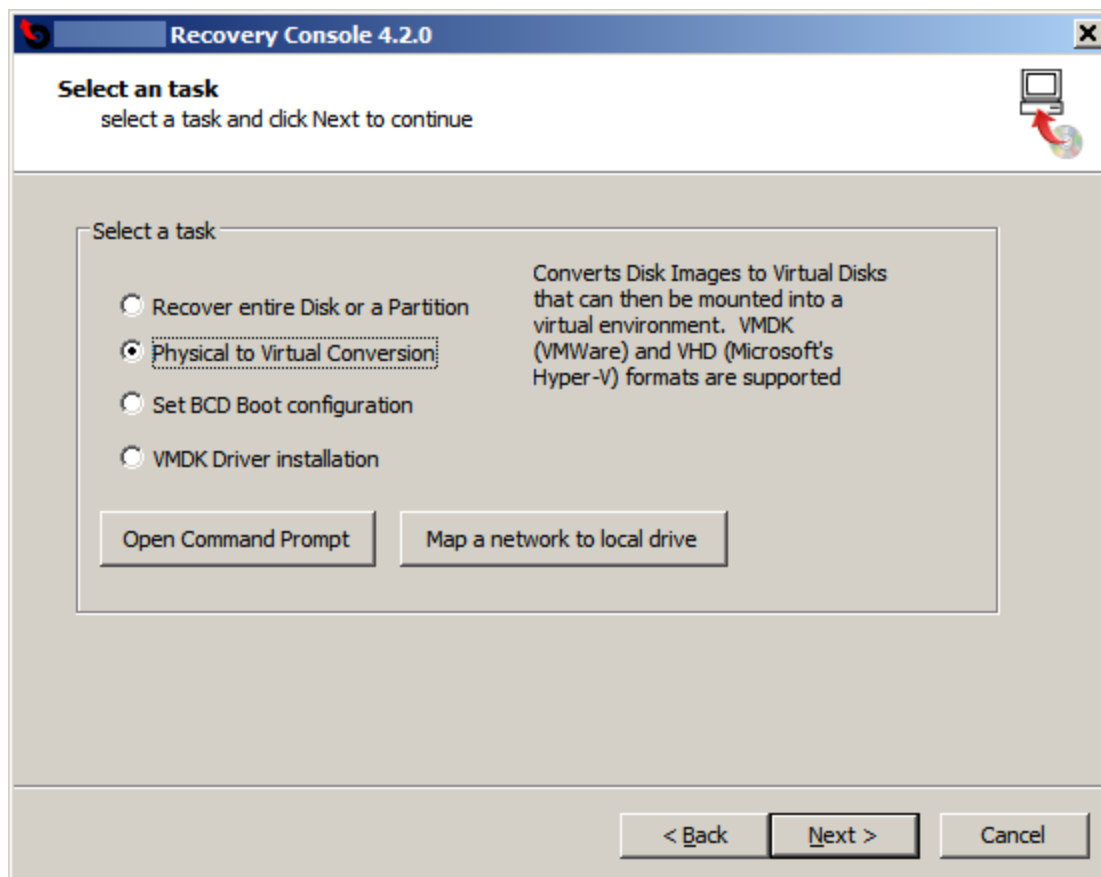 Recovery Console 4.2.0
Select an task
select a task and click Next to continue
Select a task
Recover entire Disk or a Partition
Physical to Virtual Conversion
Set BCD Boot configuration
VMDK Driver installation
Converts Disk Images to Virtual Disks
that can then be mounted into a
virtual environment.  VMDK
(VMWare) and VHD (Microsoft's
Hyper-V) formats are supported
Open Command Prompt
Map a network to local drive
< Back
Next >
Cancel